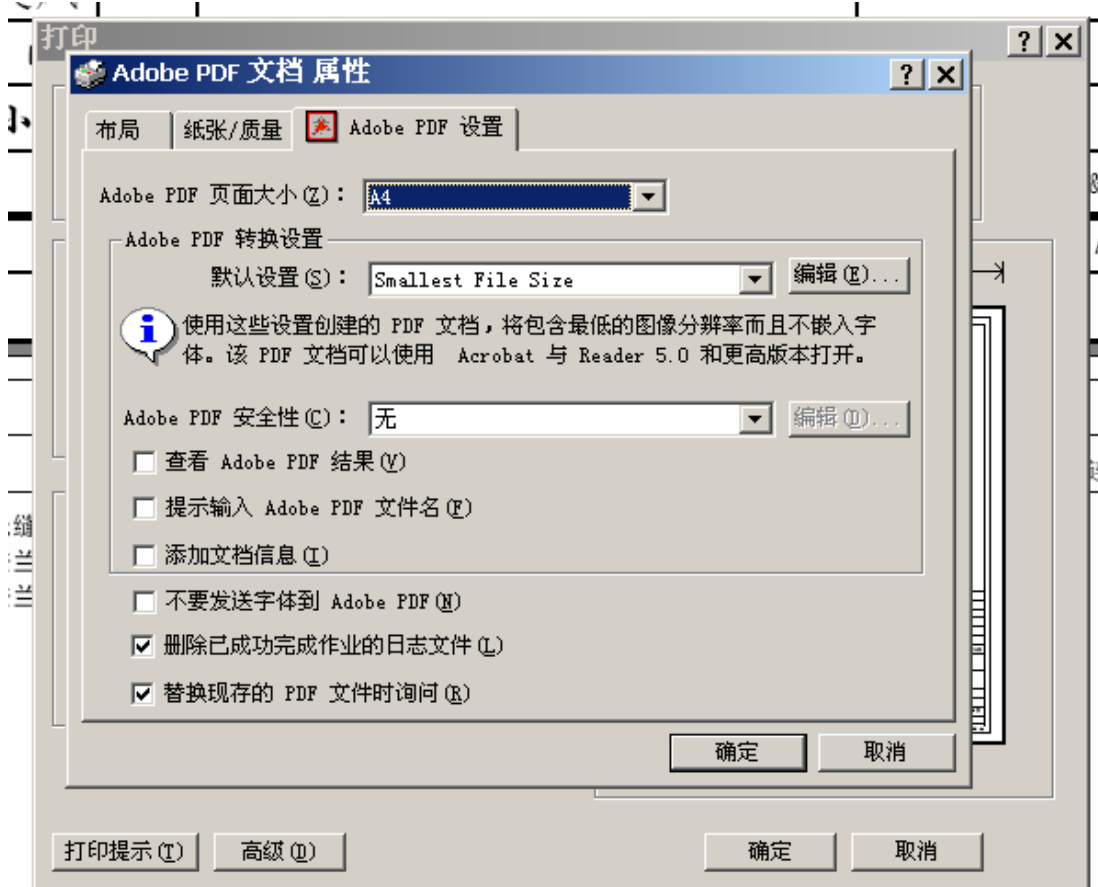 打印
Adobe PDF 文档 属性
布局
纸张/质量
Adobe PDF 设置
Adobe PDF 页面大小(Z):
A4
Adobe PDF 转换设置
默认设置(S):
Smallest File Size
编辑(E)...
使用这些设置创建的 PDF 文档，将包含最低的图像分辨率而且不嵌入字
体。该 PDF 文档可以使用 Acrobat 与 Reader 5.0 和更高版本打开。
Adobe PDF 安全性(C):
无
编辑(D)...
查看 Adobe PDF 结果(V)
提示输入 Adobe PDF 文件名(F)
添加文档信息(I)
不要发送字体到 Adobe PDF(N)
删除已成功完成作业的日志文件(L)
替换现存的 PDF 文件时询问(R)
确定
取消
打印提示(T)
高级(D)
确定
取消